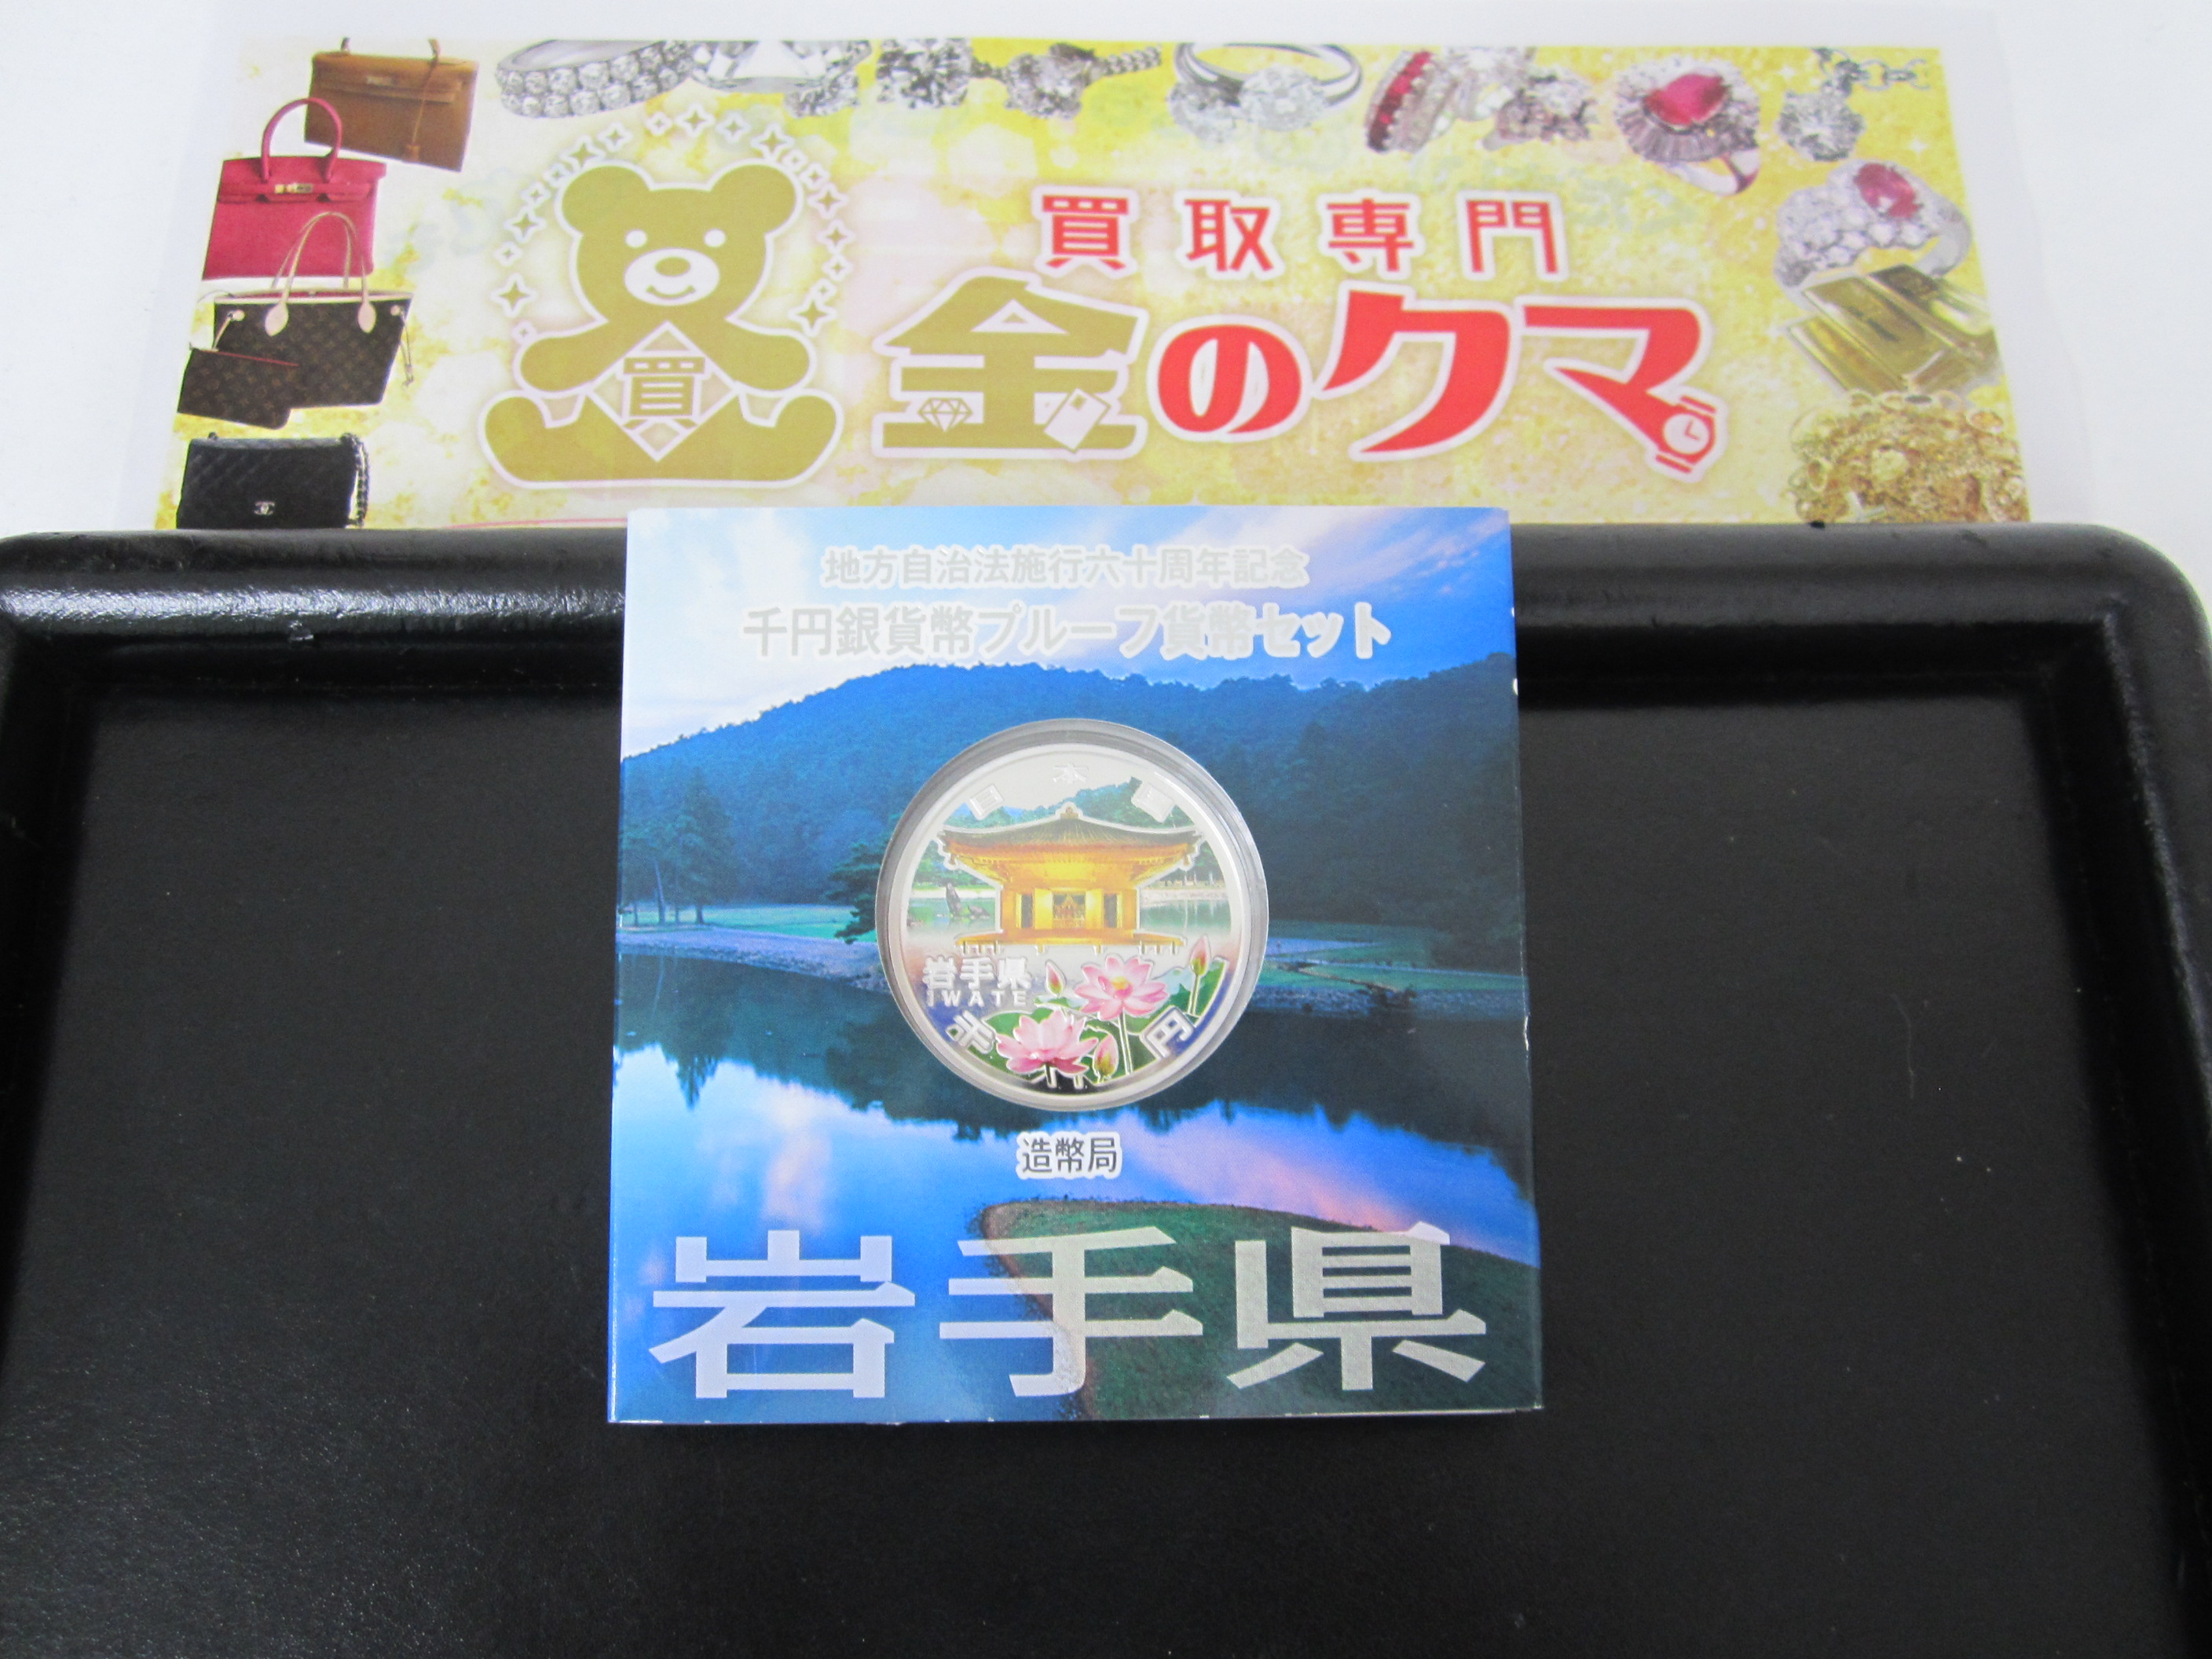 買取専門
買
金のクマ
地方自治法施行六十周年記念
千円銀貨幣プルーフ貨幣セット
日本国
岩手県
IWATE
千円
造幣局
岩手県